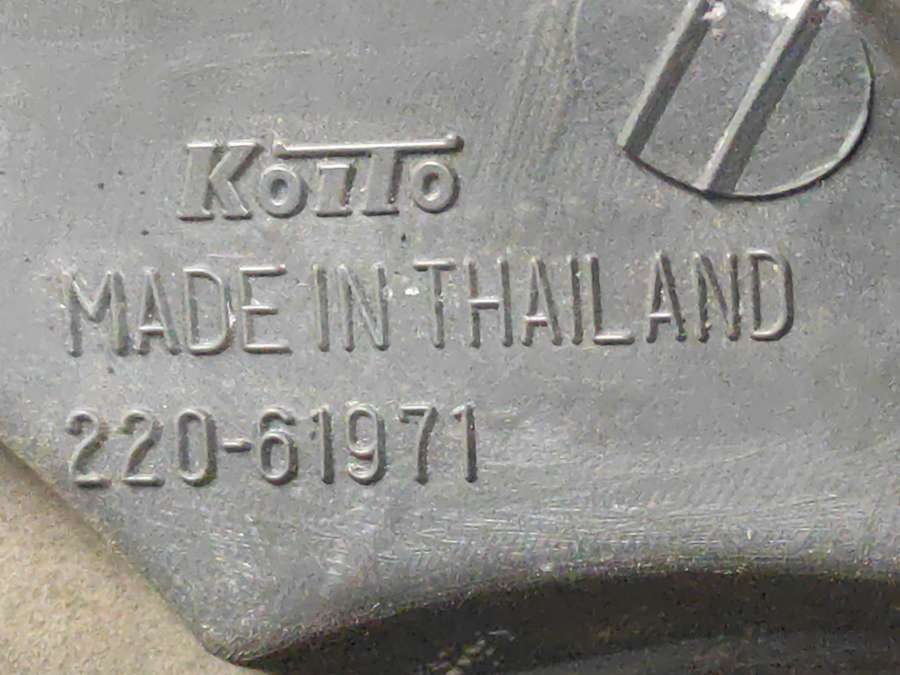 KoiTo
MADE IN THAILAND
220-61971